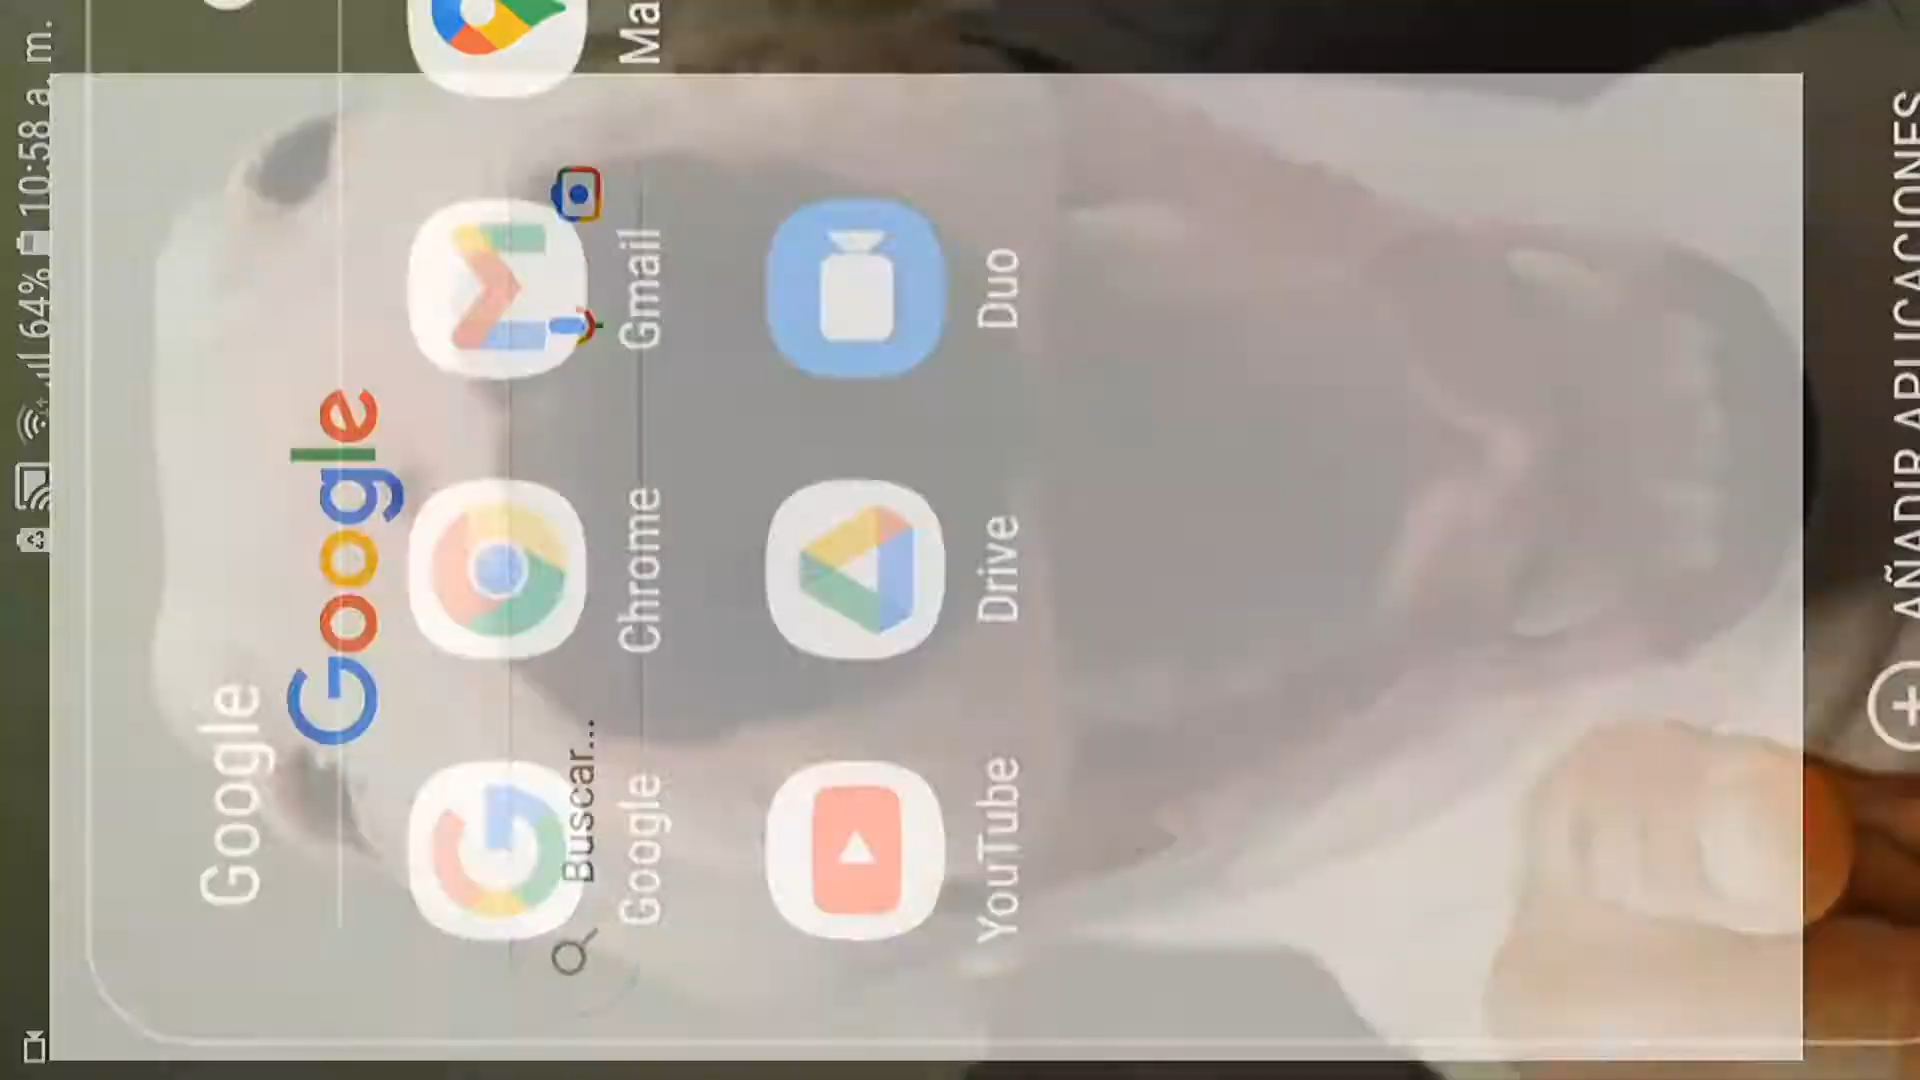 64% 10:58 a. m.
Google
Google
Buscar...
Google
Chrome
Gmail
Ma
YouTube
Drive
Duo
AÑADIR APLICACIONES